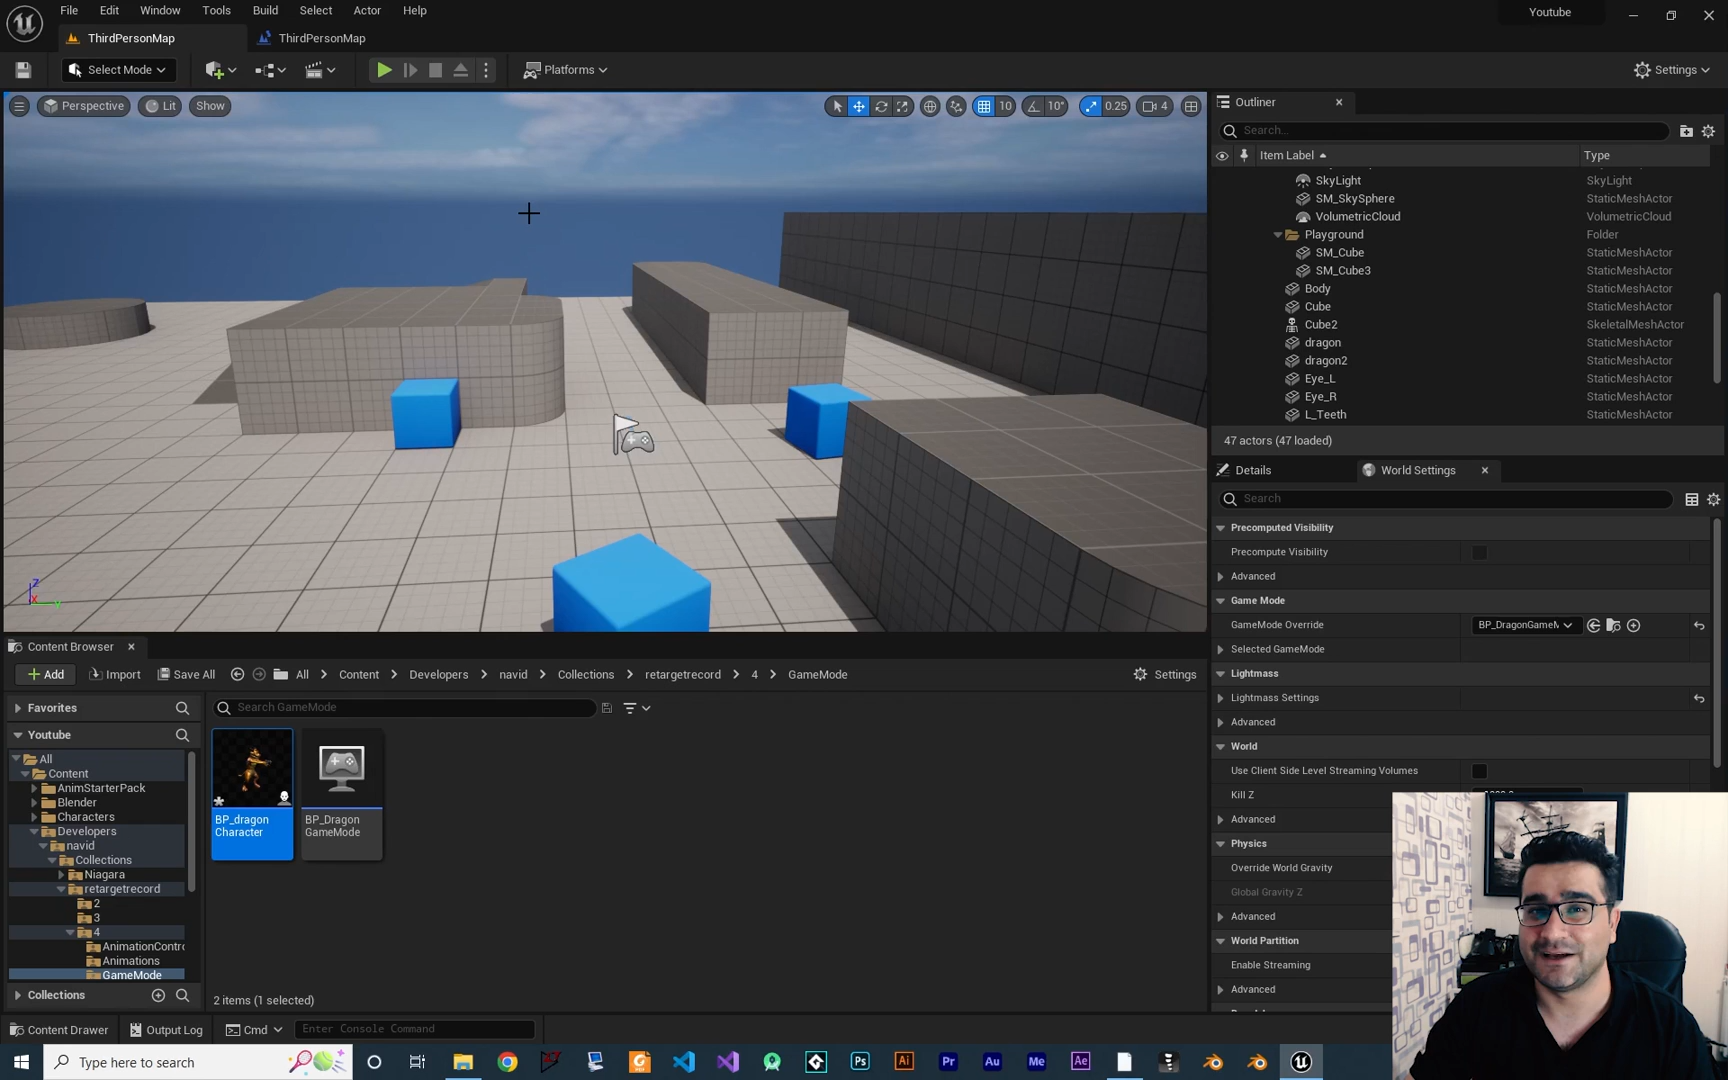 File Edit Window Tools Build Select Actor Help
Youtube
ThirdPersonMap
ThirdPersonMap
Select Mode
Platforms
Settings
Perspective Lit Show
10 10° 0.25 4
Outliner
Search...
Item Label Type
SkyLight SkyLight
SM_SkySphere StaticMeshActor
VolumetricCloud VolumetricCloud
Playground Folder
SM_Cube StaticMeshActor
SM_Cube3 StaticMeshActor
Body StaticMeshActor
Cube StaticMeshActor
Cube2 SkeletalMeshActor
dragon StaticMeshActor
dragon2 StaticMeshActor
Eye_L StaticMeshActor
Eye_R StaticMeshActor
L_Teeth StaticMeshActor
47 actors (47 loaded)
Details World Settings
Search
Precomputed Visibility
Precompute Visibility
Advanced
Game Mode
GameMode Override BP_DragonGameM
Selected GameMode
Lightmass
Lightmass Settings
Advanced
World
Use Client Side Level Streaming Volumes
Kill Z
Advanced
Physics
Override World Gravity
Global Gravity Z
Advanced
World Partition
Enable Streaming
Advanced
Z
X
Y
Content Browser
Add Import Save All All Content Developers navid Collections retargetrecord 4 GameMode Settings
Favorites
Search GameMode
Youtube
All
Content
AnimStarterPack
Blender
Characters
Developers
navid
Collections
Niagara
retargetrecord
2
3
4
AnimationContro
Animations
GameMode
Collections
BP_dragon
Character
BP_Dragon
GameMode
2 items (1 selected)
Content Drawer Output Log Cmd Enter Console Command
Type here to search
Ps Ai Pr Au Me Ae